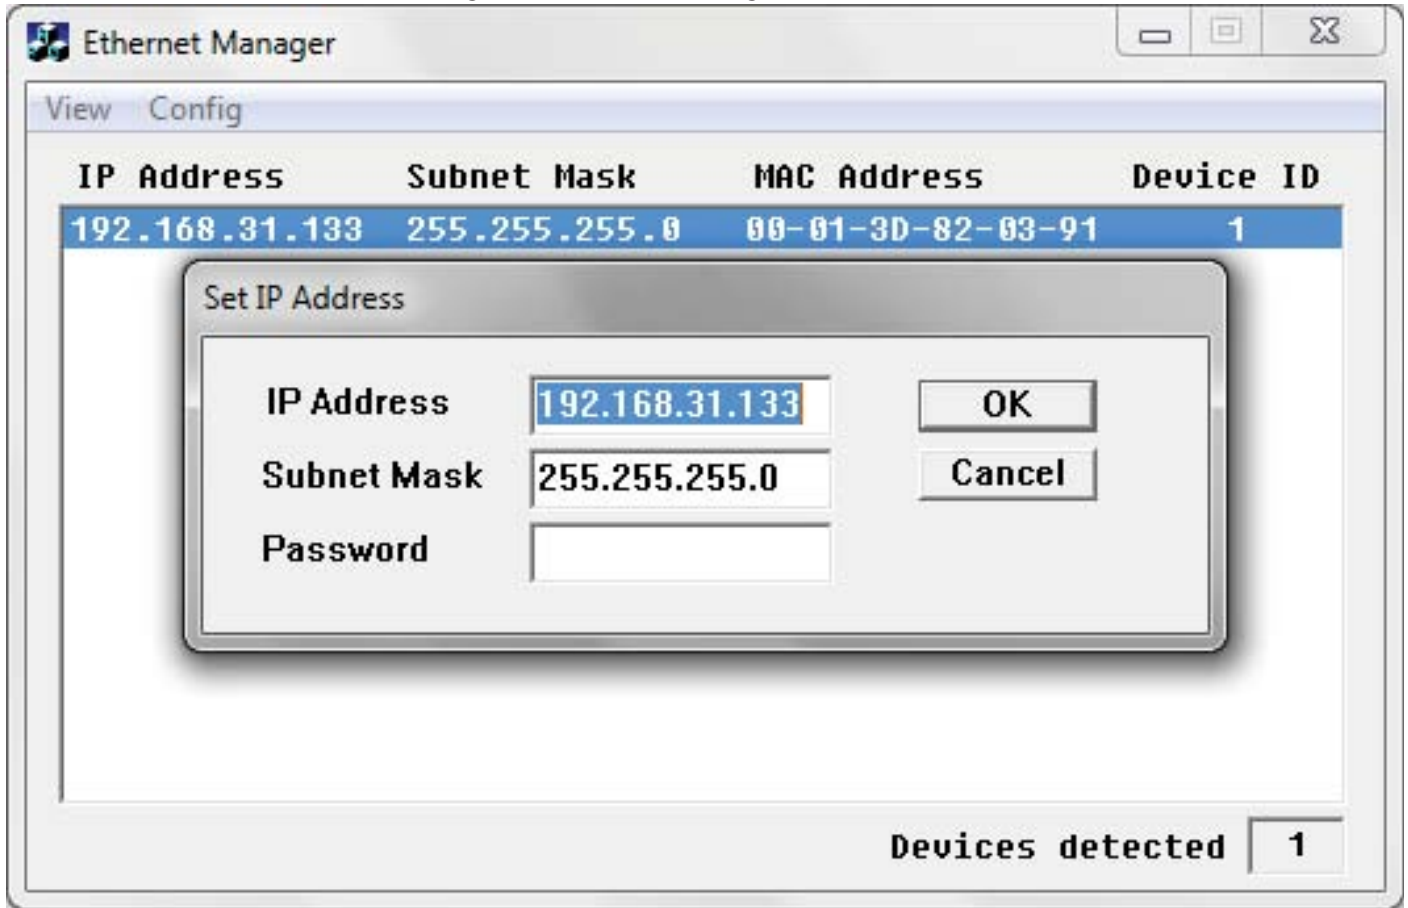 Ethernet Manager
View Config
IP Address Subnet Mask MAC Address Device ID
192.168.31.133 255.255.255.0 00-01-3D-82-03-91 1
Set IP Address
IP Address 192.168.31.133 OK
Subnet Mask 255.255.255.0 Cancel
Password
Devices detected 1